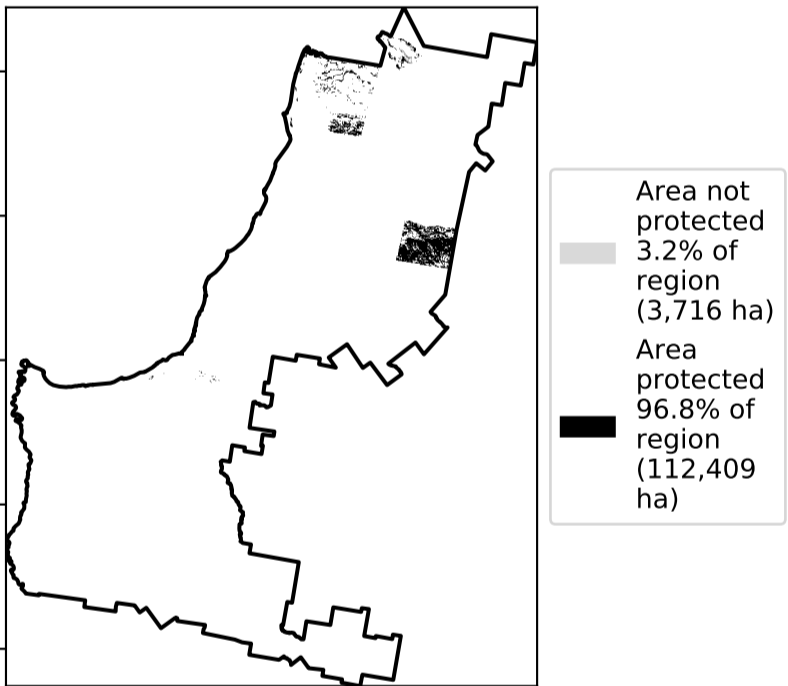 Area not
protected
3.2% of
region
(3,716 ha)
Area
protected
96.8% of
region
(112,409
ha)